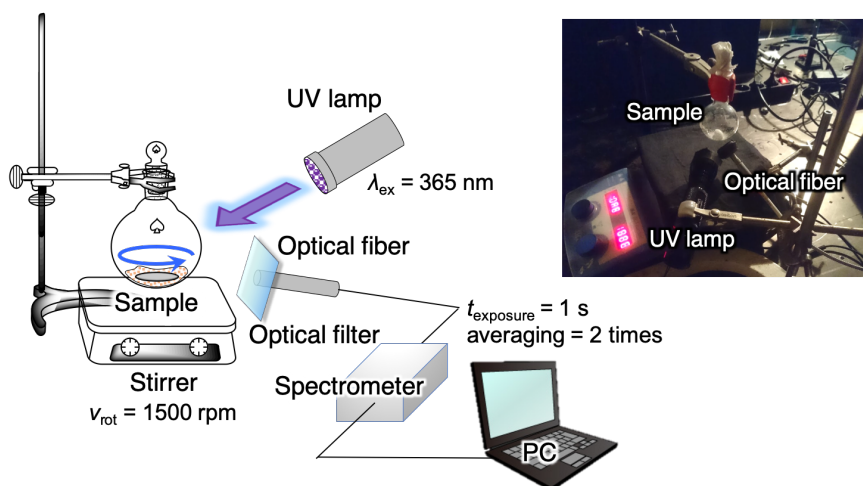 UV lamp
λex = 365 nm
Optical fiber
Sample
Optical filter
texposure = 1 s
averaging = 2 times
Stirrer
νrot = 1500 rpm
Spectrometer
PC
Sample
Optical fiber
UV lamp